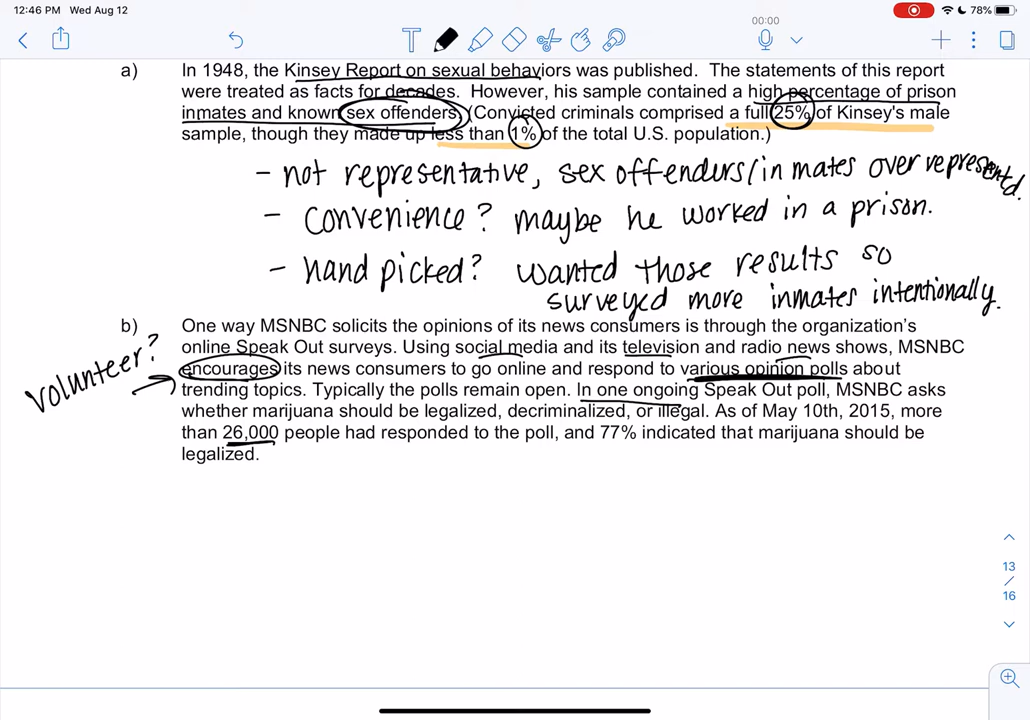 12:46 PM Wed Aug 12
78%
00:00
a) In 1948, the Kinsey Report on sexual behaviors was published. The statements of this report
were treated as facts for decades. However, his sample contained a high percentage of prison
inmates and known sex offenders. (Convicted criminals comprised a full 25% of Kinsey's male
sample, though they made up less than 1% of the total U.S. population.)
- not representative, sex offenders/inmates over representd.
- convenience? maybe he worked in a prison.
- hand picked? wanted those results so
surveyed more inmates intentionally.
b) One way MSNBC solicits the opinions of its news consumers is through the organization's
online Speak Out surveys. Using social media and its television and radio news shows, MSNBC
volunteer? encourages its news consumers to go online and respond to various opinion polls about
trending topics. Typically the polls remain open. In one ongoing Speak Out poll, MSNBC asks
whether marijuana should be legalized, decriminalized, or illegal. As of May 10th, 2015, more
than 26,000 people had responded to the poll, and 77% indicated that marijuana should be
legalized.
13
/
16